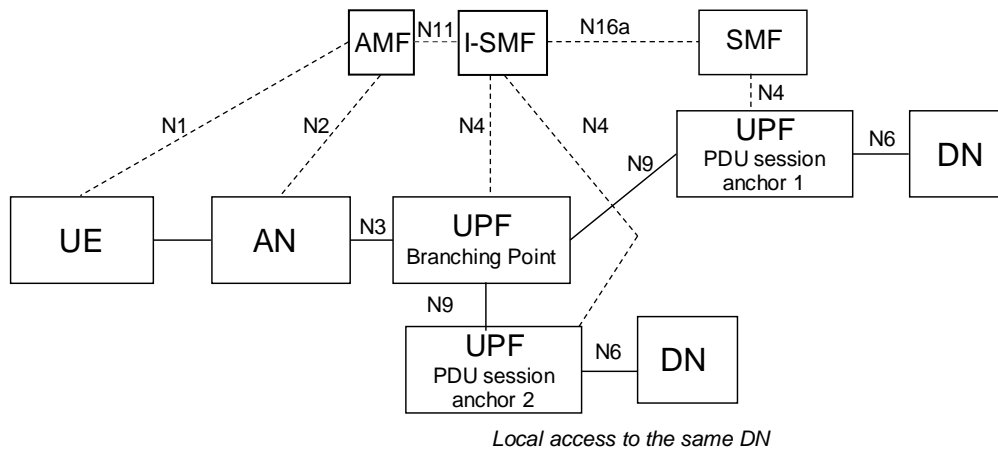 N11
N16a
AMF
I-SMF
SMF
N1
N2
N4
N4
N4
UPF
PDU session
anchor 1
N6
DN
N9
UE
AN
N3
UPF
Branching Point
N9
UPF
PDU session
anchor 2
N6
DN
Local access to the same DN